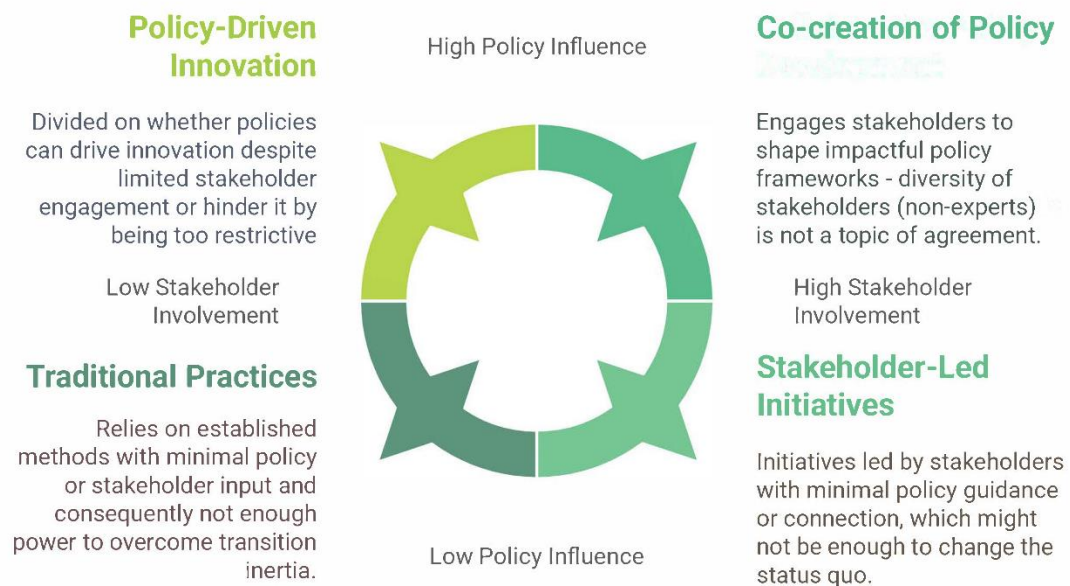 Policy-Driven
Innovation
Divided on whether policies
can drive innovation despite
limited stakeholder
engagement or hinder it by
being too restrictive
High Policy Influence
Co-creation of Policy
Engages stakeholders to
shape impactful policy
frameworks - diversity of
stakeholders (non-experts)
is not a topic of agreement.
Low Stakeholder
Involvement
High Stakeholder
Involvement
Traditional Practices
Relies on established
methods with minimal policy
or stakeholder input and
consequently not enough
power to overcome transition
inertia.
Low Policy Influence
Stakeholder-Led
Initiatives
Initiatives led by stakeholders
with minimal policy guidance
or connection, which might
not be enough to change the
status quo.